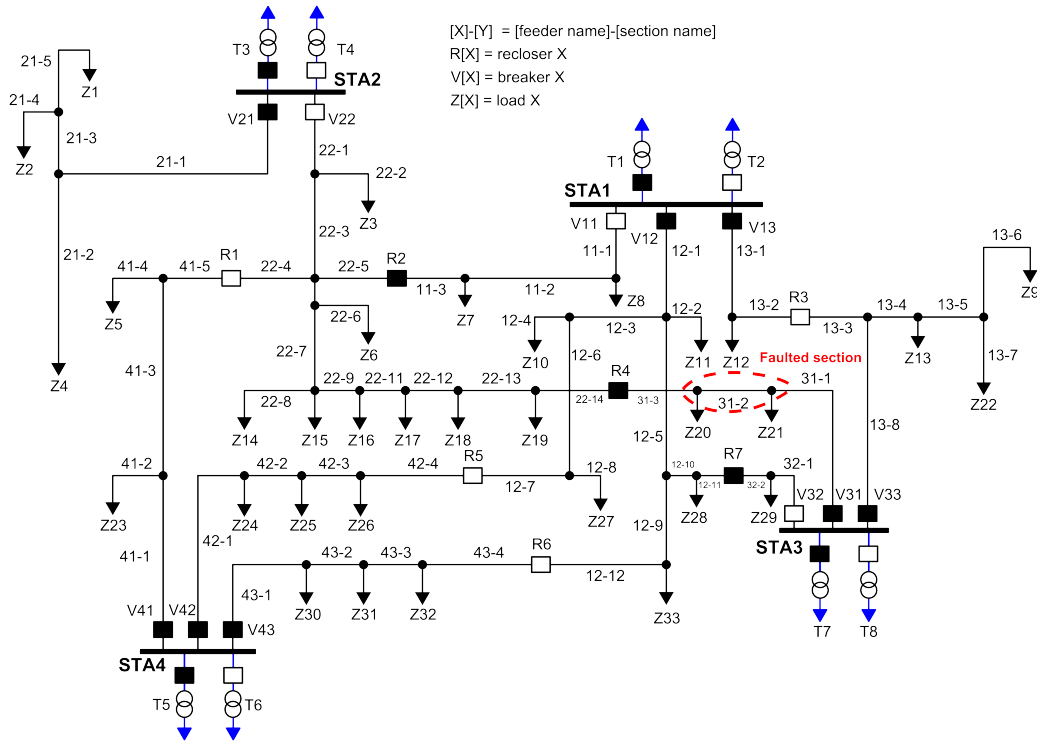 [X]-[Y] = [feeder name]-[section name]
R[X] = recloser X
V[X] = breaker X
Z[X] = load X
T3
T4
STA2
V21
V22
21-5
Z1
21-4
21-3
Z2
21-1
21-2
Z4
22-1
22-2
Z3
22-3
T1
T2
STA1
V11
V12
V13
11-1
12-1
13-1
41-4
41-5
R1
22-4
22-5
R2
11-3
11-2
Z5
Z7
Z8
22-6
Z6
22-7
12-4
12-3
12-2
Z10
Z11
12-6
13-2
R3
13-3
13-4
13-5
13-6
Z9
Z12
Z13
13-7
Z22
41-3
22-9
22-11
22-12
22-13
R4
22-14
31-3
Faulted section
31-2
31-1
22-8
Z14
Z15
Z16
Z17
Z18
Z19
Z20
Z21
12-5
13-8
41-2
42-2
42-3
42-4
R5
12-7
12-8
12-10
12-11
R7
32-2
32-1
Z23
Z24
Z25
Z26
Z27
Z28
Z29
V32
V31
V33
STA3
T7
T8
41-1
42-1
12-9
43-2
43-3
43-4
R6
12-12
43-1
Z30
Z31
Z32
Z33
V41
V42
V43
STA4
T5
T6